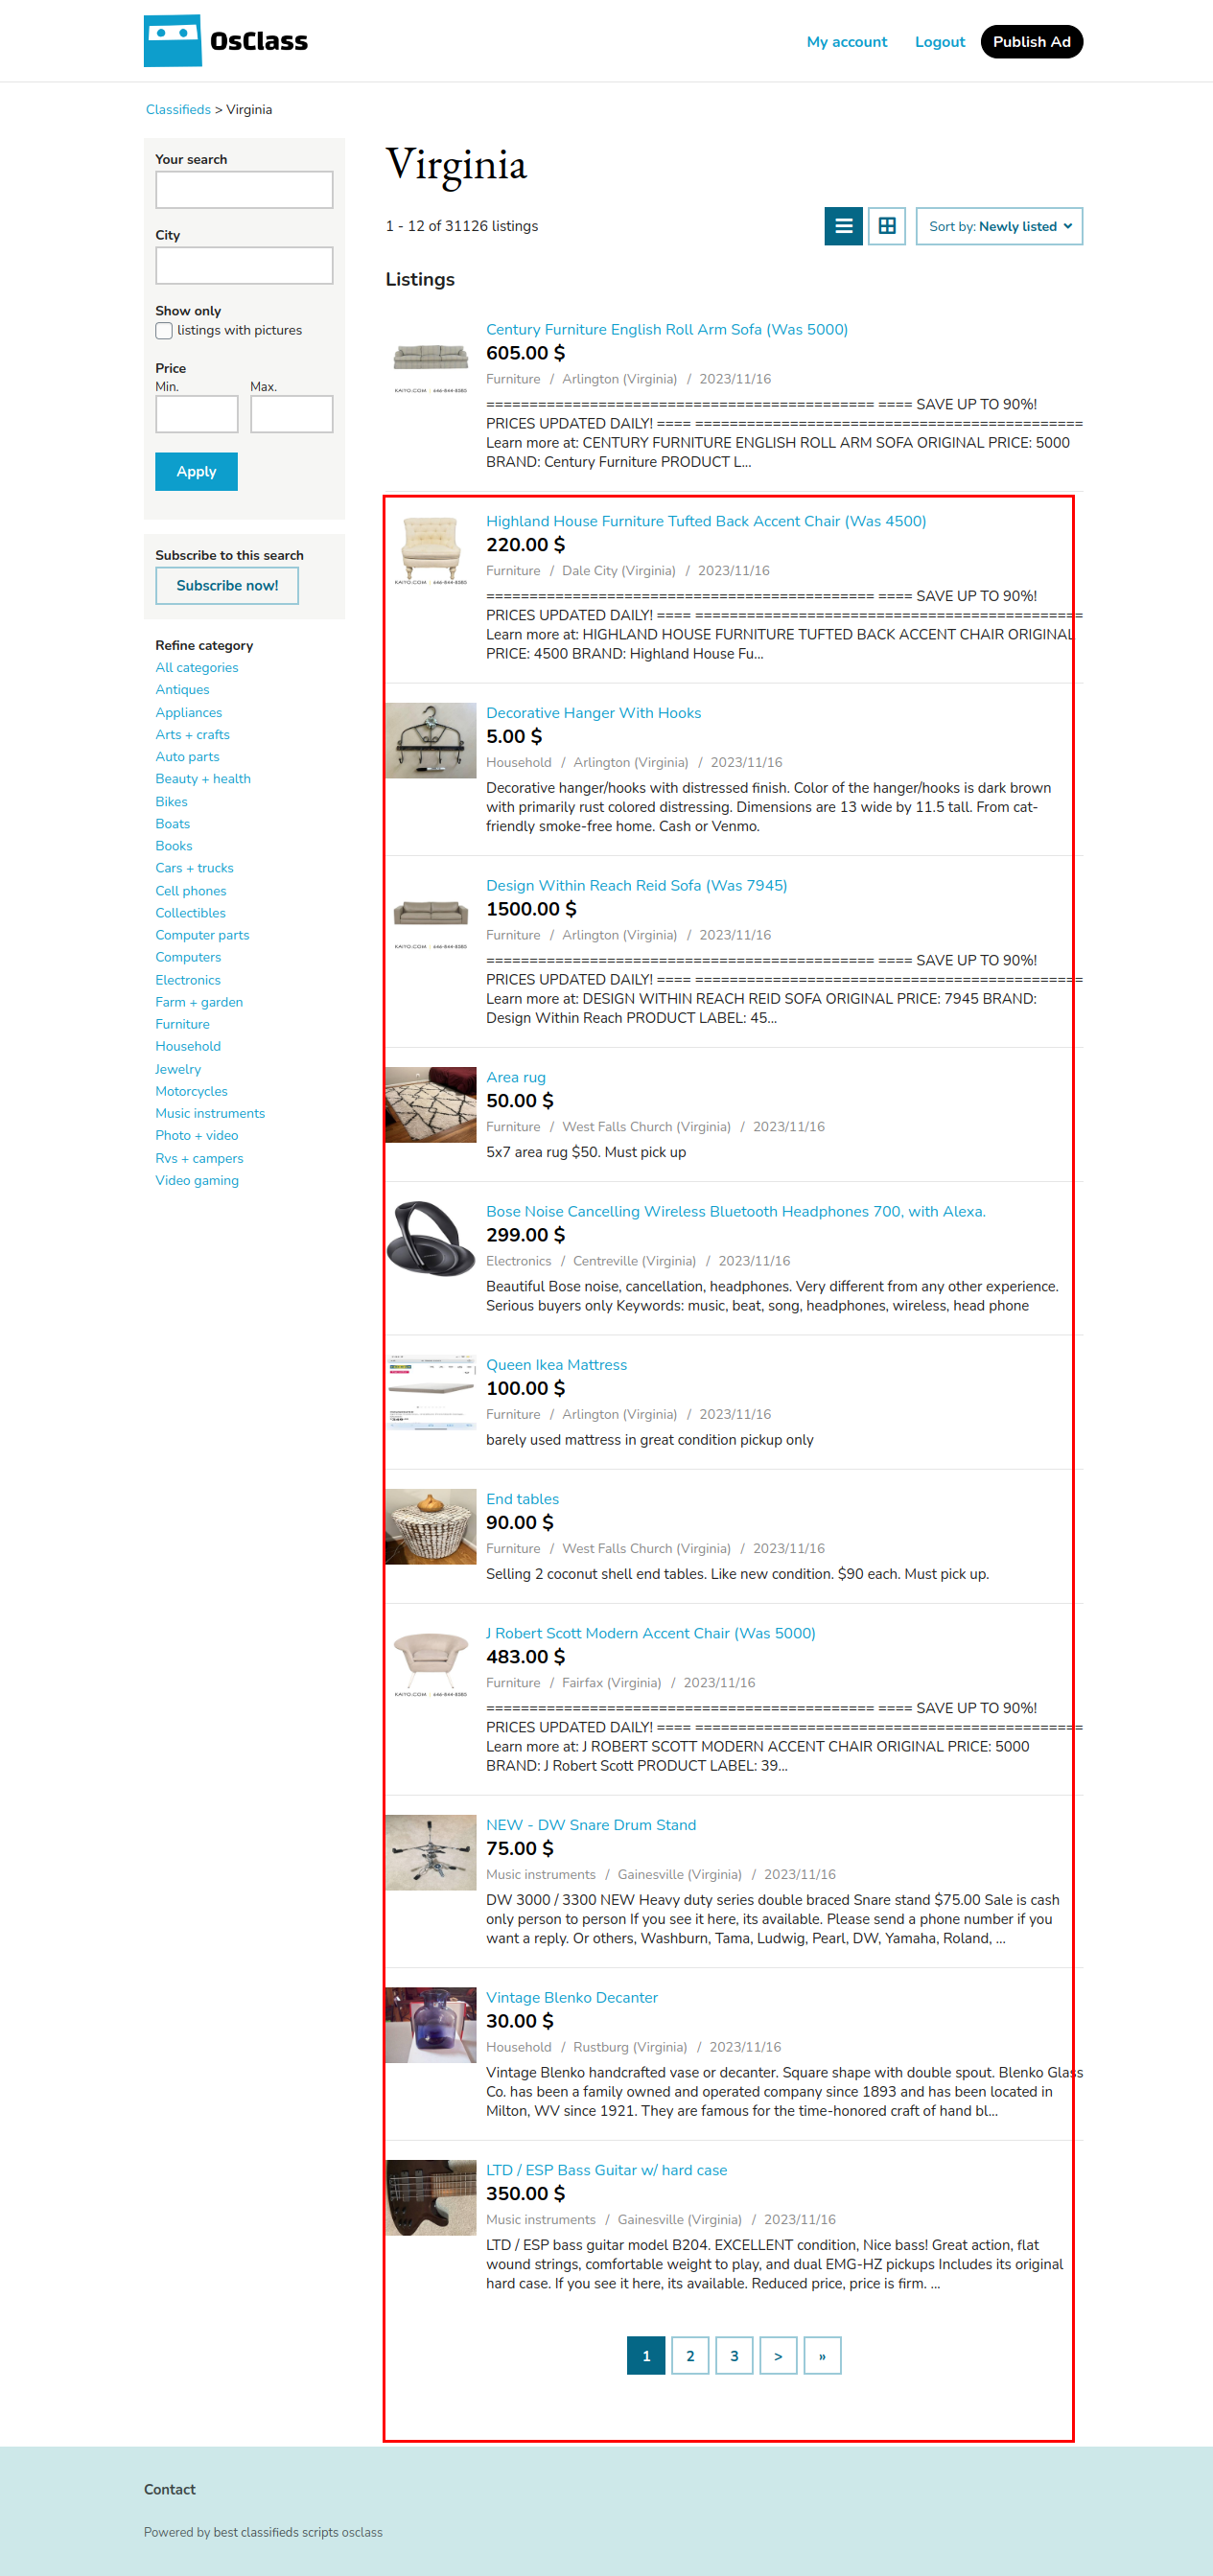 OsClass
My account
Logout
Publish Ad
Classifieds > Virginia
Your search
City
Show only
listings with pictures
Price
Min.
Max.
Apply
Subscribe to this search
Subscribe now!
Refine category
All categories
Antiques
Appliances
Arts + crafts
Auto parts
Beauty + health
Bikes
Boats
Books
Cars + trucks
Cell phones
Collectibles
Computer parts
Computers
Electronics
Farm + garden
Furniture
Household
Jewelry
Motorcycles
Music instruments
Photo + video
Rvs + campers
Video gaming
Virginia
1 - 12 of 31126 listings
Sort by: Newly listed
Listings
KAIYO.COM | 646-844-8083
Century Furniture English Roll Arm Sofa (Was 5000)
605.00 $
Furniture / Arlington (Virginia) / 2023/11/16
============================================= ==== SAVE UP TO 90%!
PRICES UPDATED DAILY! ==== =============================================
Learn more at: CENTURY FURNITURE ENGLISH ROLL ARM SOFA ORIGINAL PRICE: 5000
BRAND: Century Furniture PRODUCT L...
KAIYO.COM | 646-844-8083
Highland House Furniture Tufted Back Accent Chair (Was 4500)
220.00 $
Furniture / Dale City (Virginia) / 2023/11/16
============================================= ==== SAVE UP TO 90%!
PRICES UPDATED DAILY! ==== =============================================
Learn more at: HIGHLAND HOUSE FURNITURE TUFTED BACK ACCENT CHAIR ORIGINAL
PRICE: 4500 BRAND: Highland House Fu...
Decorative Hanger With Hooks
5.00 $
Household / Arlington (Virginia) / 2023/11/16
Decorative hanger/hooks with distressed finish. Color of the hanger/hooks is dark brown
with primarily rust colored distressing. Dimensions are 13 wide by 11.5 tall. From cat-
friendly smoke-free home. Cash or Venmo.
KAIYO.COM | 646-844-8083
Design Within Reach Reid Sofa (Was 7945)
1500.00 $
Furniture / Arlington (Virginia) / 2023/11/16
============================================= ==== SAVE UP TO 90%!
PRICES UPDATED DAILY! ==== =============================================
Learn more at: DESIGN WITHIN REACH REID SOFA ORIGINAL PRICE: 7945 BRAND:
Design Within Reach PRODUCT LABEL: 45...
Area rug
50.00 $
Furniture / West Falls Church (Virginia) / 2023/11/16
5x7 area rug $50. Must pick up
Bose Noise Cancelling Wireless Bluetooth Headphones 700, with Alexa.
299.00 $
Electronics / Centreville (Virginia) / 2023/11/16
Beautiful Bose noise, cancellation, headphones. Very different from any other experience.
Serious buyers only Keywords: music, beat, song, headphones, wireless, head phone
Queen Ikea Mattress
100.00 $
Furniture / Arlington (Virginia) / 2023/11/16
barely used mattress in great condition pickup only
End tables
90.00 $
Furniture / West Falls Church (Virginia) / 2023/11/16
Selling 2 coconut shell end tables. Like new condition. $90 each. Must pick up.
KAIYO.COM | 646-844-8083
J Robert Scott Modern Accent Chair (Was 5000)
483.00 $
Furniture / Fairfax (Virginia) / 2023/11/16
============================================= ==== SAVE UP TO 90%!
PRICES UPDATED DAILY! ==== =============================================
Learn more at: J ROBERT SCOTT MODERN ACCENT CHAIR ORIGINAL PRICE: 5000
BRAND: J Robert Scott PRODUCT LABEL: 39...
NEW - DW Snare Drum Stand
75.00 $
Music instruments / Gainesville (Virginia) / 2023/11/16
DW 3000 / 3300 NEW Heavy duty series double braced Snare stand $75.00 Sale is cash
only person to person If you see it here, its available. Please send a phone number if you
want a reply. Or others, Washburn, Tama, Ludwig, Pearl, DW, Yamaha, Roland, ...
Vintage Blenko Decanter
30.00 $
Household / Rustburg (Virginia) / 2023/11/16
Vintage Blenko handcrafted vase or decanter. Square shape with double spout. Blenko Glass
Co. has been a family owned and operated company since 1893 and has been located in
Milton, WV since 1921. They are famous for the time-honored craft of hand bl...
LTD / ESP Bass Guitar w/ hard case
350.00 $
Music instruments / Gainesville (Virginia) / 2023/11/16
LTD / ESP bass guitar model B204. EXCELLENT condition, Nice bass! Great action, flat
wound strings, comfortable weight to play, and dual EMG-HZ pickups Includes its original
hard case. If you see it here, its available. Reduced price, price is firm. ...
1 2 3 > »
Contact
Powered by best classifieds scripts osclass